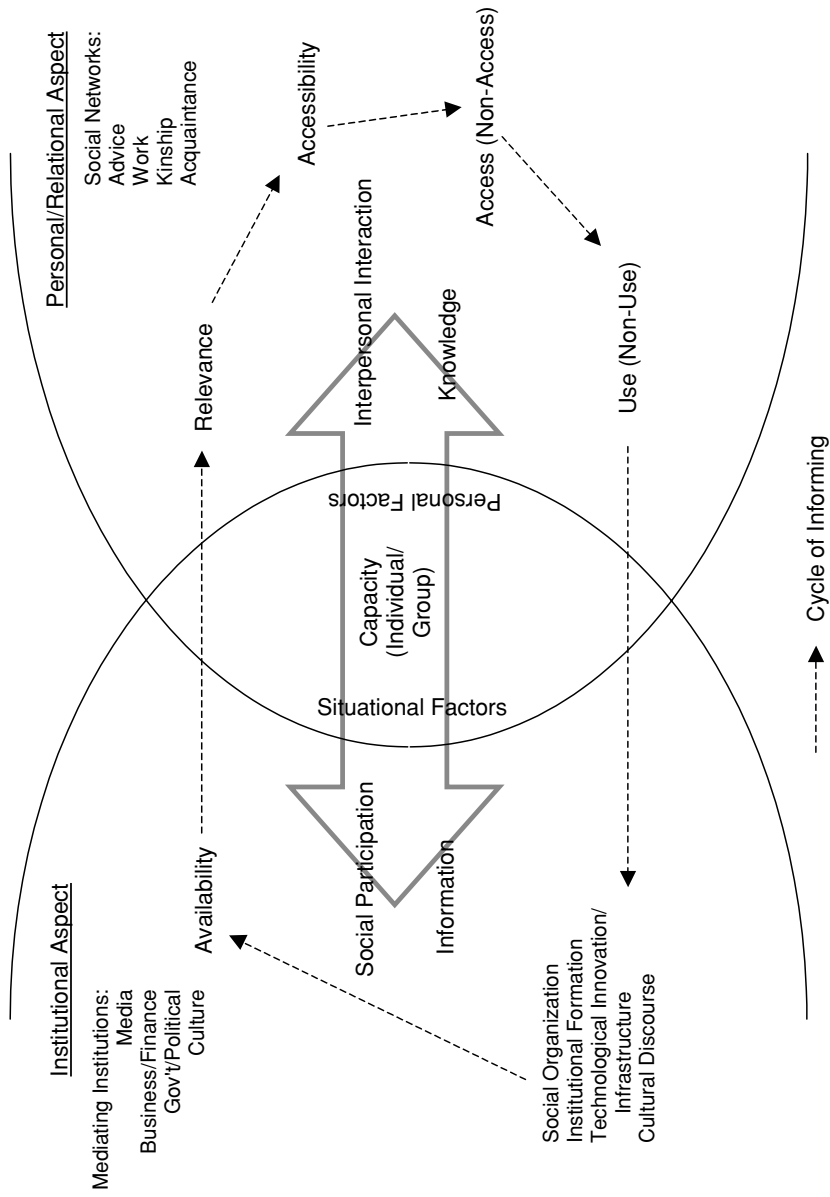 Institutional Aspect
Mediating Institutions:
Media
Business/Finance
Gov't/Political
Culture
Personal/Relational Aspect
Social Networks:
Advice
Work
Kinship
Acquaintance
Availability
Relevance
Accessibility
Access (Non-Access)
Use (Non-Use)
Social Participation
Information
Situational Factors
Capacity
(Individual/
Group)
Personal Factors
Interpersonal Interaction
Knowledge
Social Organization
Institutional Formation
Technological Innovation/
Infrastructure
Cultural Discourse
Cycle of Informing